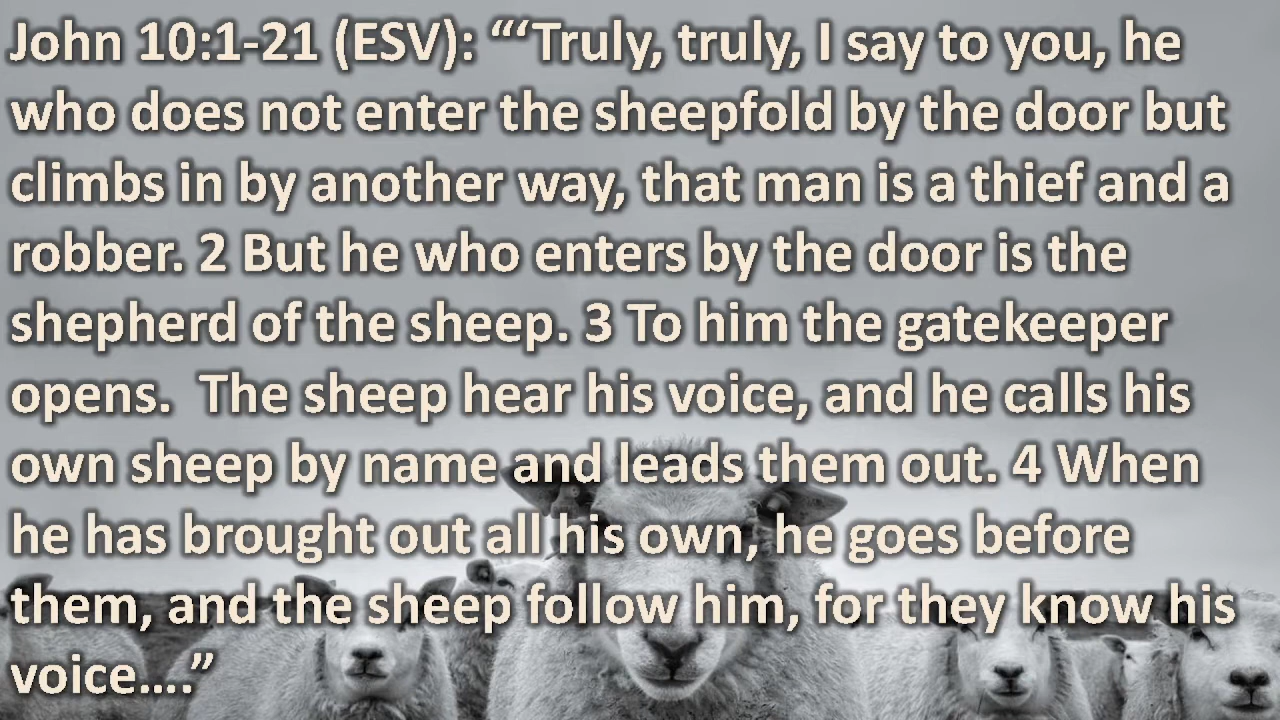 John 10:1-21 (ESV): “‘Truly, truly, I say to you, he
who does not enter the sheepfold by the door but
climbs in by another way, that man is a thief and a
robber. 2 But he who enters by the door is the
shepherd of the sheep. 3 To him the gatekeeper
opens.  The sheep hear his voice, and he calls his
own sheep by name and leads them out. 4 When
he has brought out all his own, he goes before
them, and the sheep follow him, for they know his
voice….”